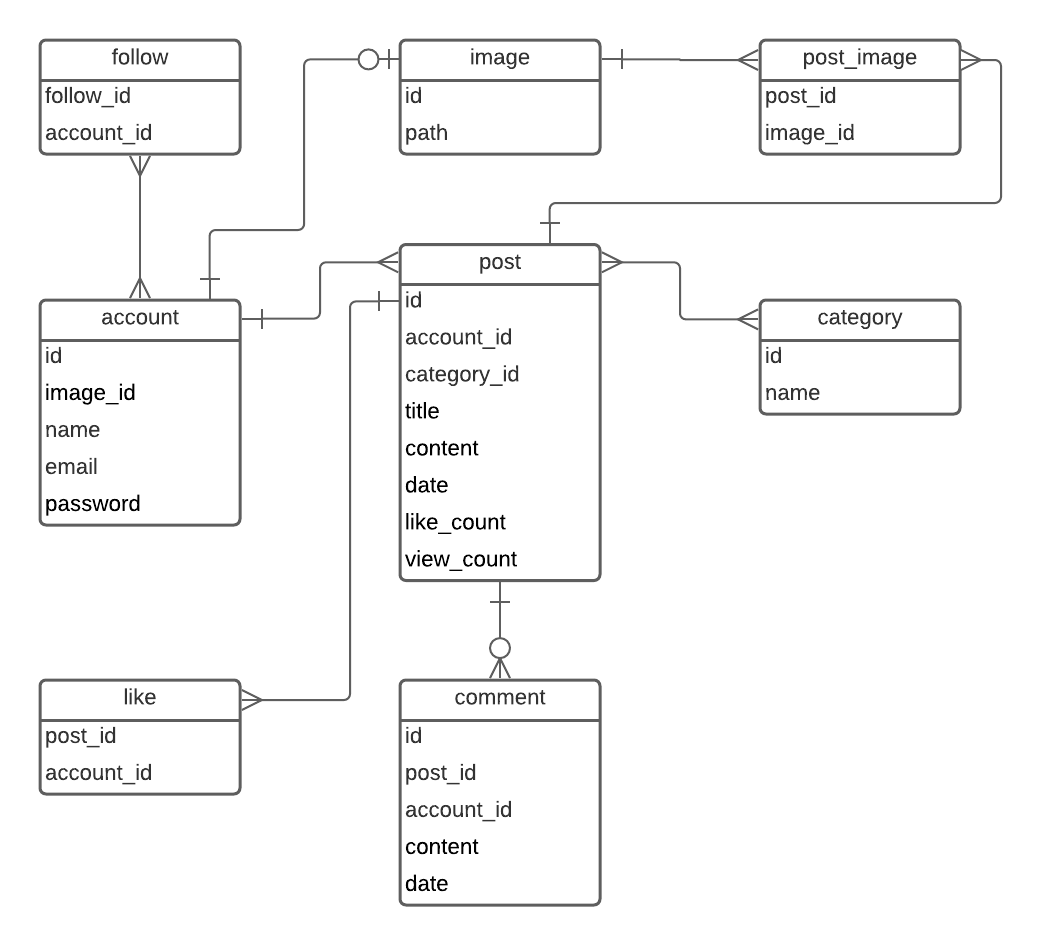 follow
follow_id
account_id
image
id
path
post_image
post_id
image_id
account
id
image_id
name
email
password
post
id
account_id
category_id
title
content
date
like_count
view_count
category
id
name
like
post_id
account_id
comment
id
post_id
account_id
content
date